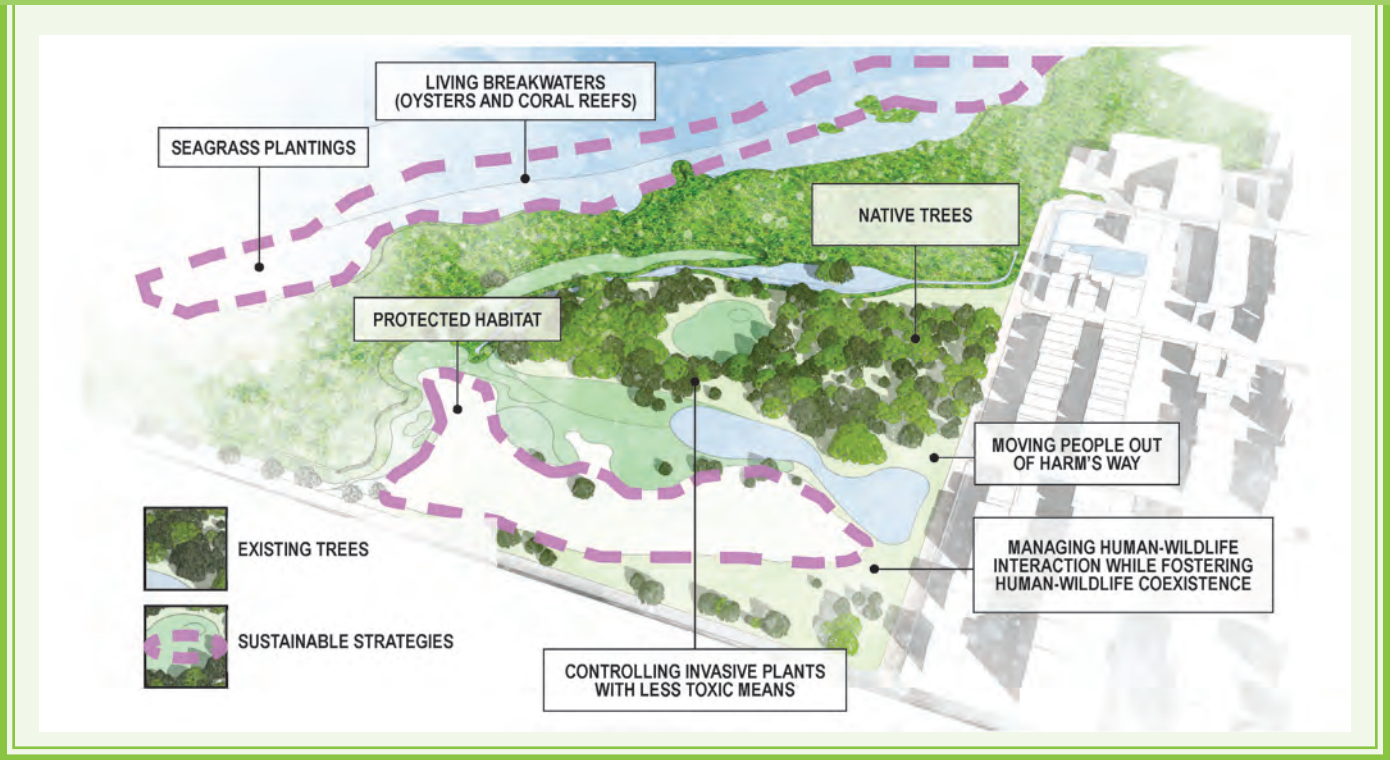 LIVING BREAKWATERS
(OYSTERS AND CORAL REEFS)
SEAGRASS PLANTINGS
NATIVE TREES
PROTECTED HABITAT
MOVING PEOPLE OUT
OF HARM'S WAY
EXISTING TREES
MANAGING HUMAN-WILDLIFE
INTERACTION WHILE FOSTERING
HUMAN-WILDLIFE COEXISTENCE
SUSTAINABLE STRATEGIES
CONTROLLING INVASIVE PLANTS
WITH LESS TOXIC MEANS